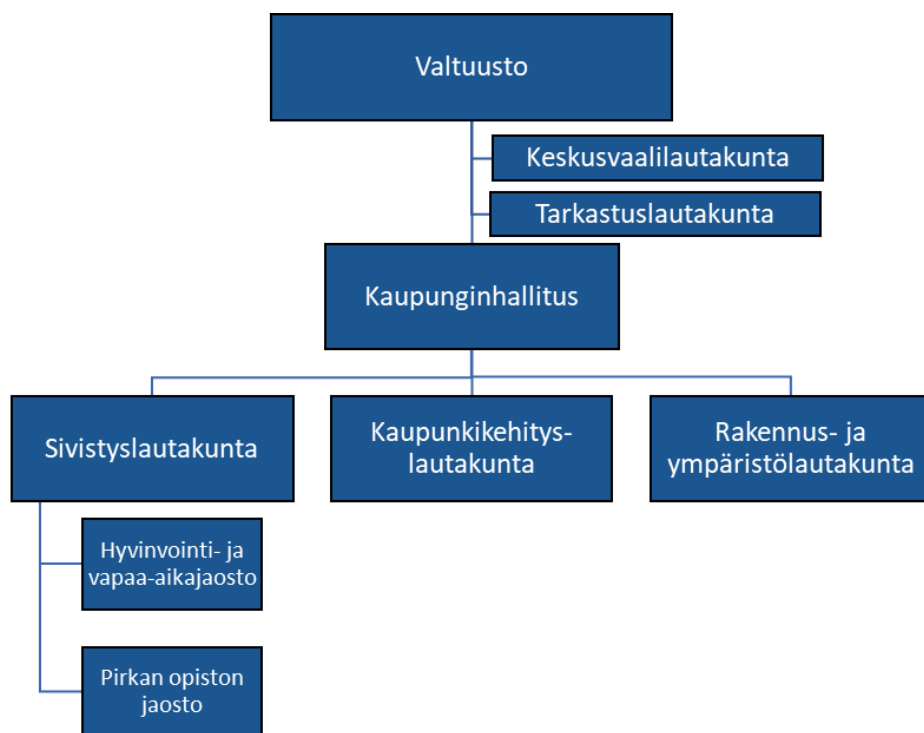 Valtuusto
Keskusvaalilautakunta
Tarkastuslautakunta
Kaupunginhallitus
Sivistyslautakunta
Kaupunkikehitys-
lautakunta
Rakennus- ja
ympäristölautakunta
Hyvinvointi- ja
vapaa-aikajaosto
Pirkan opiston
jaosto